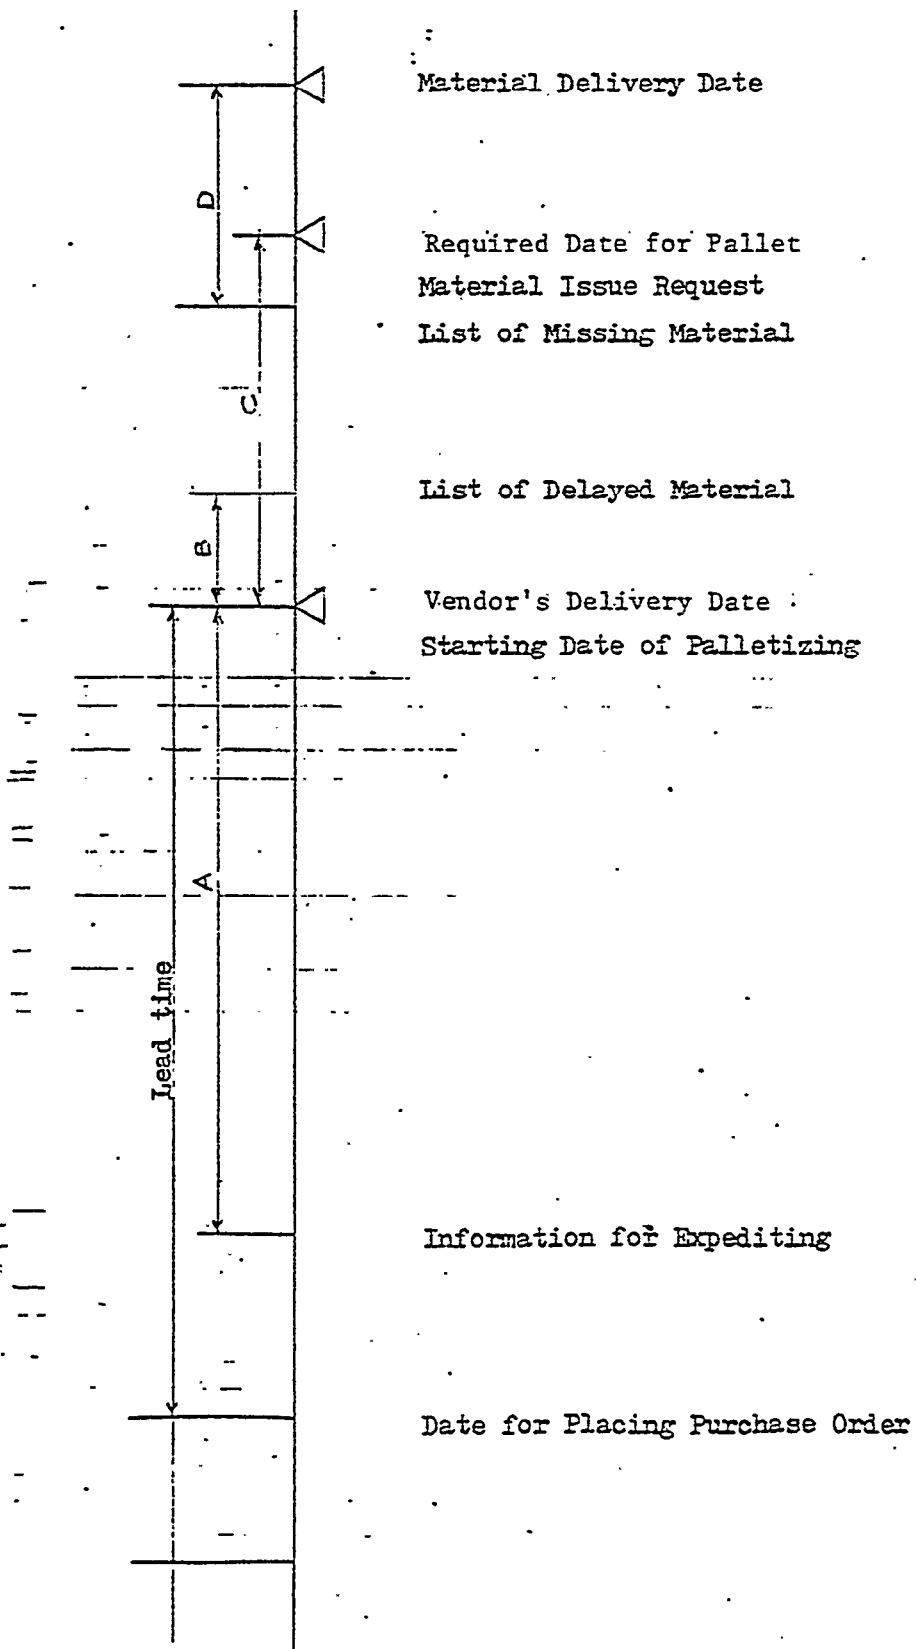 Material Delivery Date
D
Required Date for Pallet
Material Issue Request
List of Missing Material
C
List of Delayed Material
B
Vendor's Delivery Date
Starting Date of Palletizing
A
Lead time
Information for Expediting
Date for Placing Purchase Order